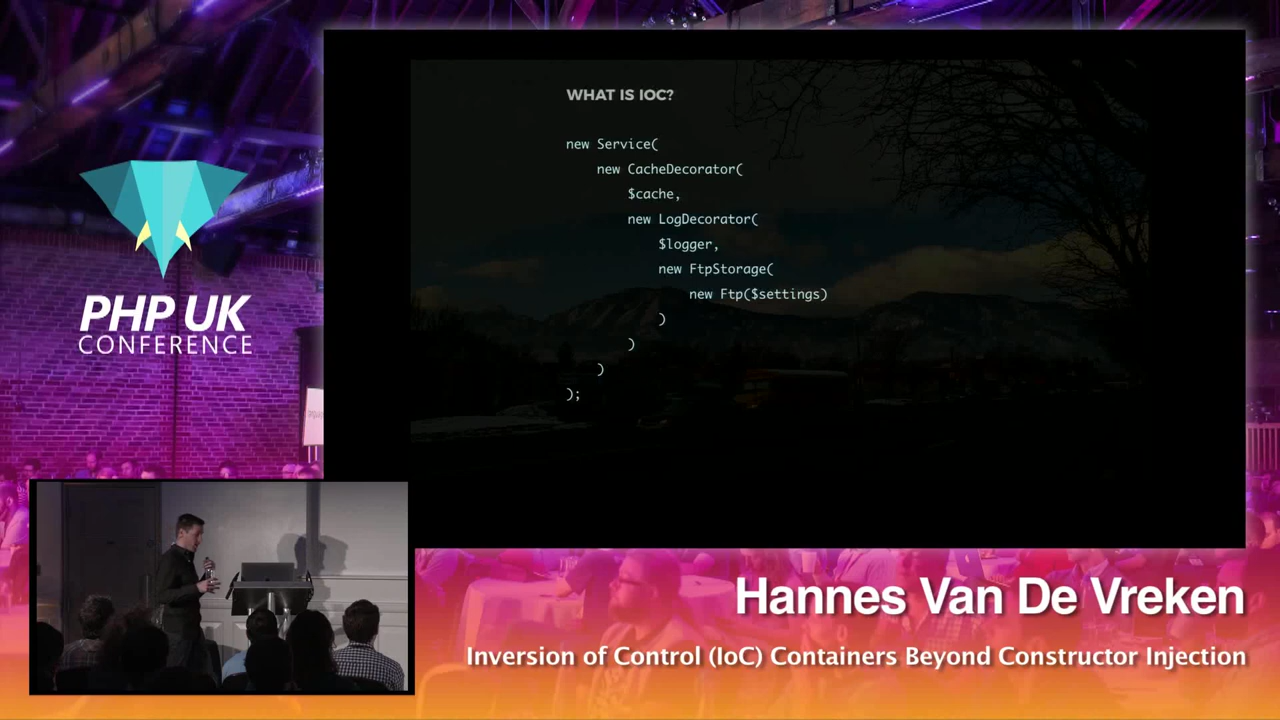 WHAT IS IOC?
new Service(
new CacheDecorator(
$cache,
new LogDecorator(
$logger,
new FtpStorage(
new Ftp($settings)
)
)
)
);
PHP UK
CONFERENCE
Hannes Van De Vreken
Inversion of Control (IoC) Containers Beyond Constructor Injection